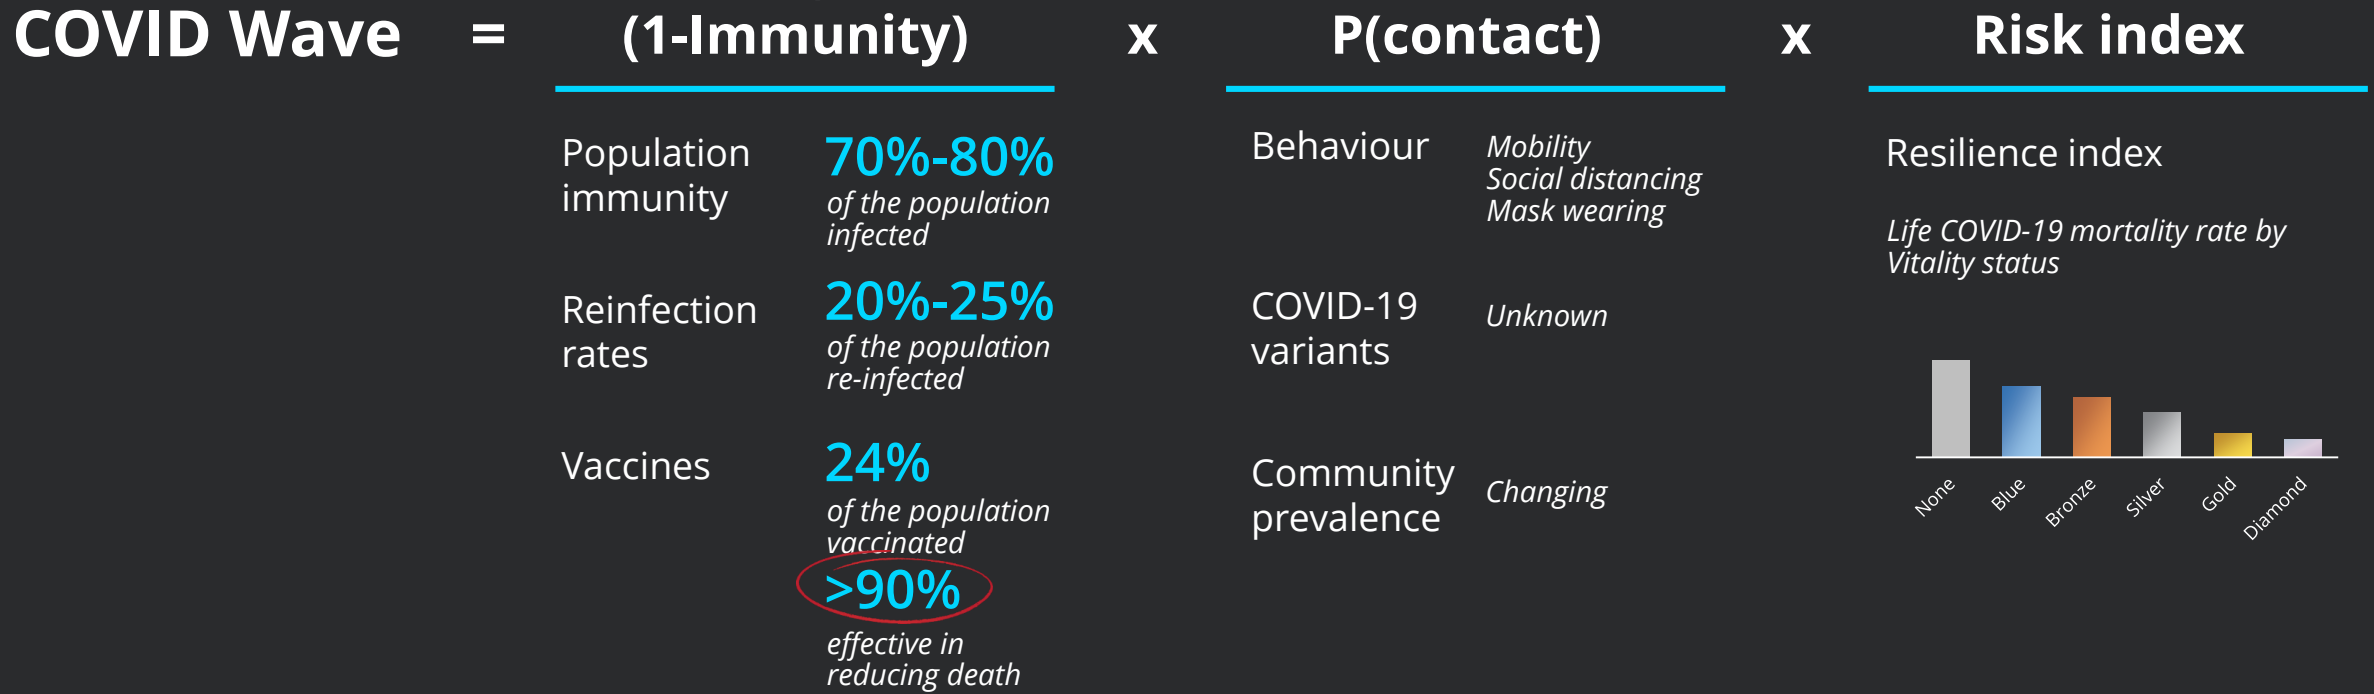 COVID Wave = (1-Immunity) x P(contact) x Risk index
Population
immunity
70%-80%
of the population
infected
Reinfection
rates
20%-25%
of the population
re-infected
Vaccines
24%
of the population
vaccinated
>90%
effective in
reducing death
Behaviour
Mobility
Social distancing
Mask wearing
COVID-19
variants
Unknown
Community
prevalence
Changing
Resilience index
Life COVID-19 mortality rate by
Vitality status
None
Blue
Bronze
Silver
Gold
Diamond